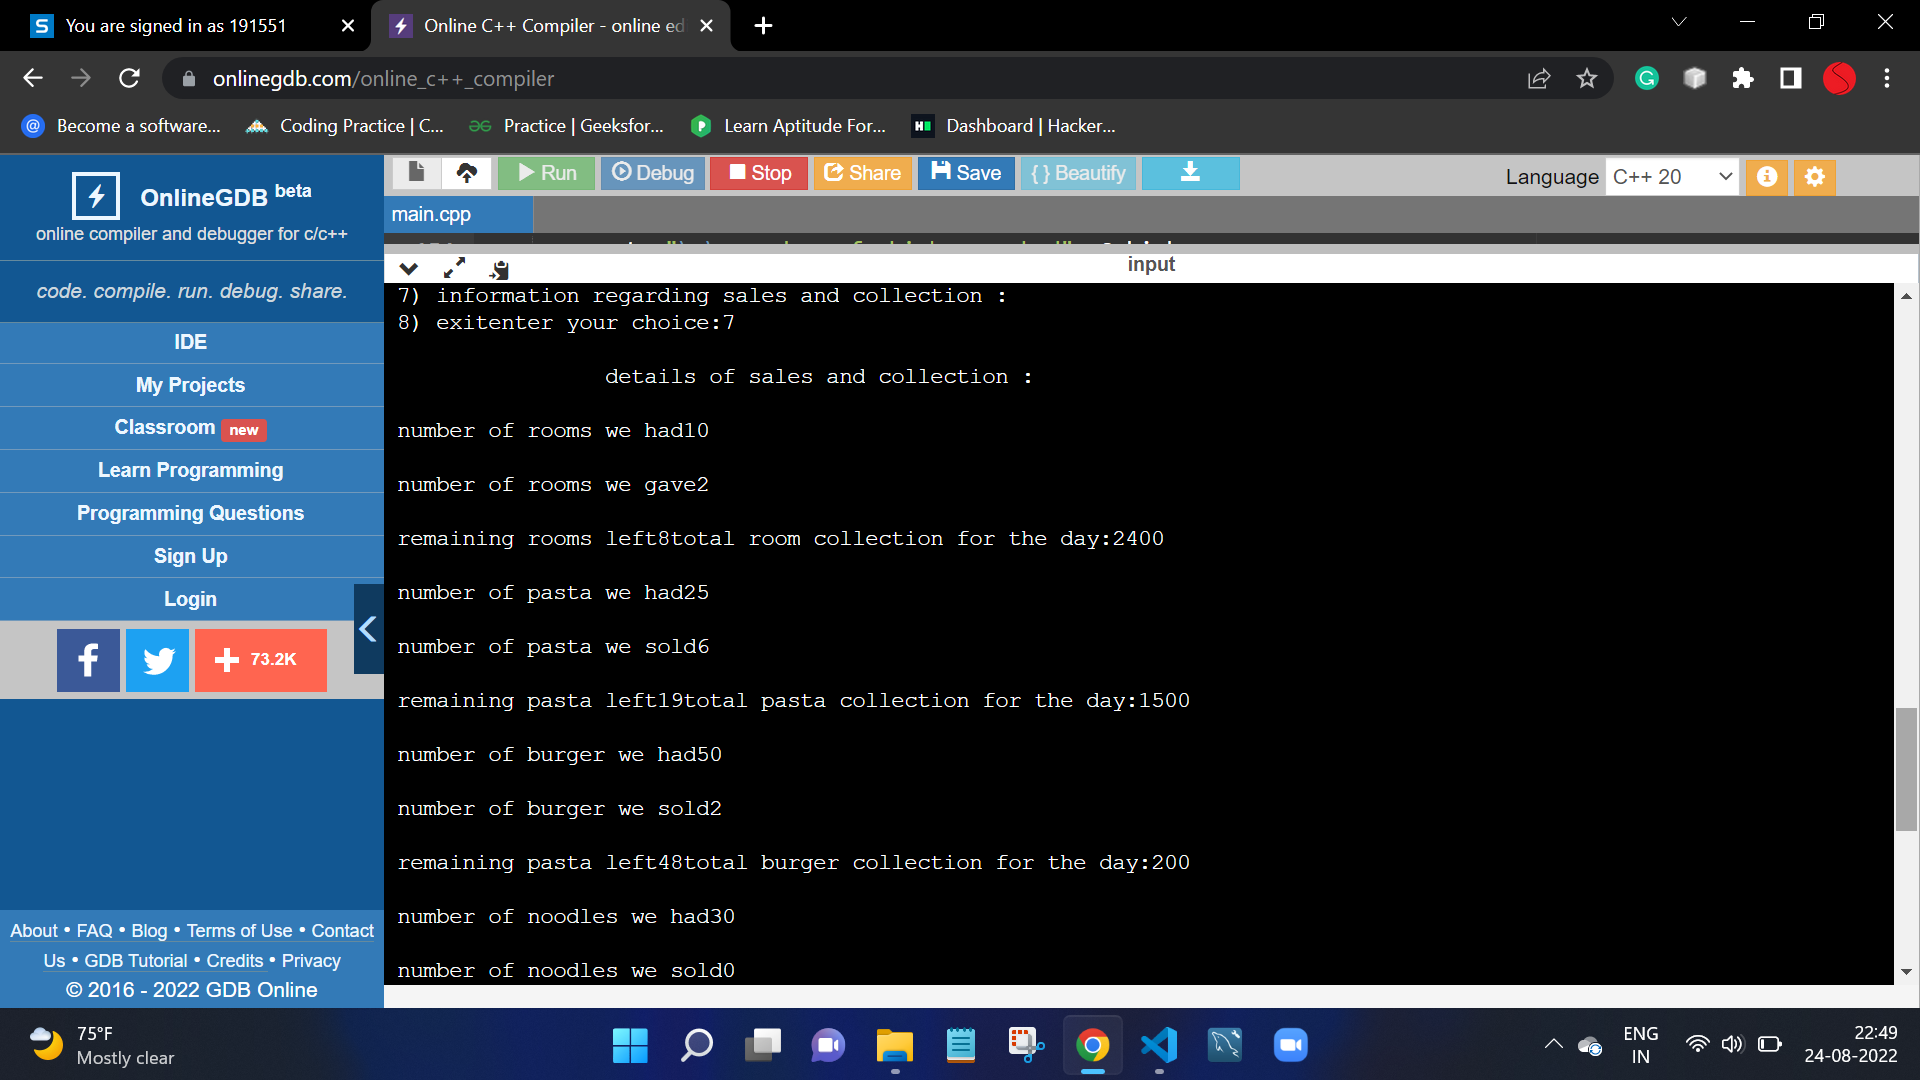 You are signed in as 191551
Online C++ Compiler - online ed
onlinegdb.com/online_c++_compiler
Become a software...
Coding Practice | C...
Practice | Geeksfor...
Learn Aptitude For...
Dashboard | Hacker...
OnlineGDB beta
online compiler and debugger for c/c++
code. compile. run. debug. share.
IDE
My Projects
Classroom new
Learn Programming
Programming Questions
Sign Up
Login
73.2K
About • FAQ • Blog • Terms of Use • Contact
Us • GDB Tutorial • Credits • Privacy
© 2016 - 2022 GDB Online
Run
Debug
Stop
Share
Save
{ } Beautify
Language C++ 20
main.cpp
input
7) information regarding sales and collection :
8) exitenter your choice:7
details of sales and collection :
number of rooms we had10
number of rooms we gave2
remaining rooms left8total room collection for the day:2400
number of pasta we had25
number of pasta we sold6
remaining pasta left19total pasta collection for the day:1500
number of burger we had50
number of burger we sold2
remaining pasta left48total burger collection for the day:200
number of noodles we had30
number of noodles we sold0
75°F
Mostly clear
ENG
IN
22:49
24-08-2022